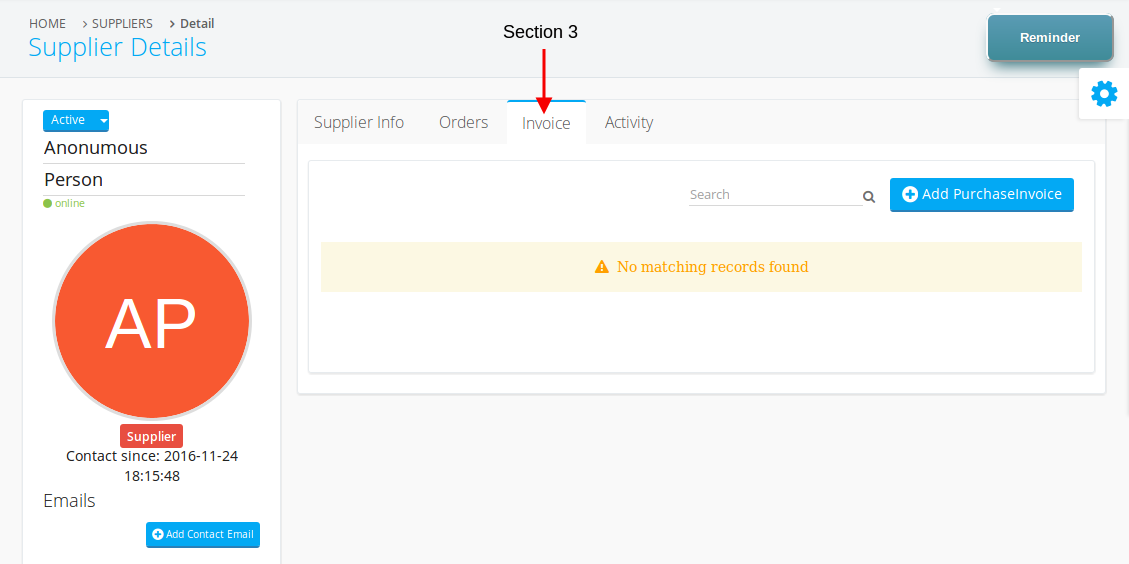 HOME > SUPPLIERS > Detail
Supplier Details
Section 3
Reminder
Active
Anonumous
Person
online
AP
Supplier
Contact since: 2016-11-24
18:15:48
Emails
Add Contact Email
Supplier Info Orders Invoice Activity
Search
Add PurchaseInvoice
No matching records found